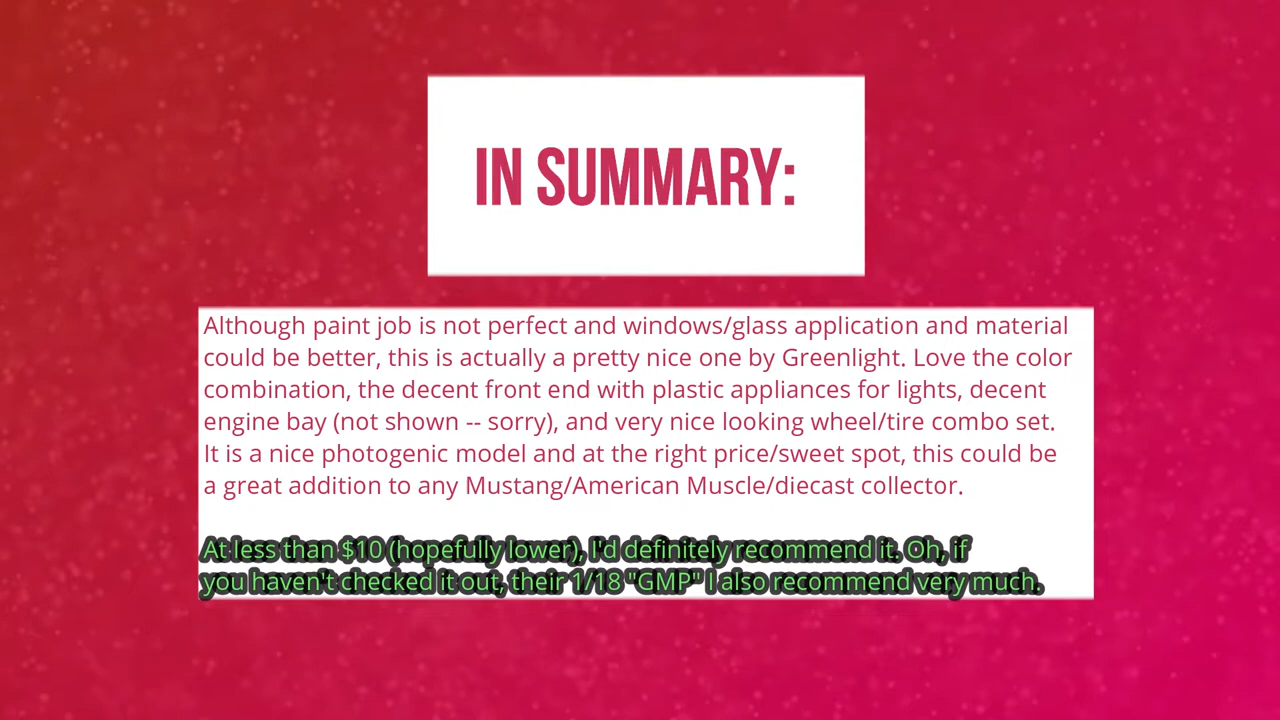 IN SUMMARY:
Although paint job is not perfect and windows/glass application and material
could be better, this is actually a pretty nice one by Greenlight. Love the color
combination, the decent front end with plastic appliances for lights, decent
engine bay (not shown -- sorry), and very nice looking wheel/tire combo set.
It is a nice photogenic model and at the right price/sweet spot, this could be
a great addition to any Mustang/American Muscle/diecast collector.
At less than $10 (hopefully lower), I'd definitely recommend it. Oh, if
you haven't checked it out, their 1/18 "GMP" I also recommend very much.